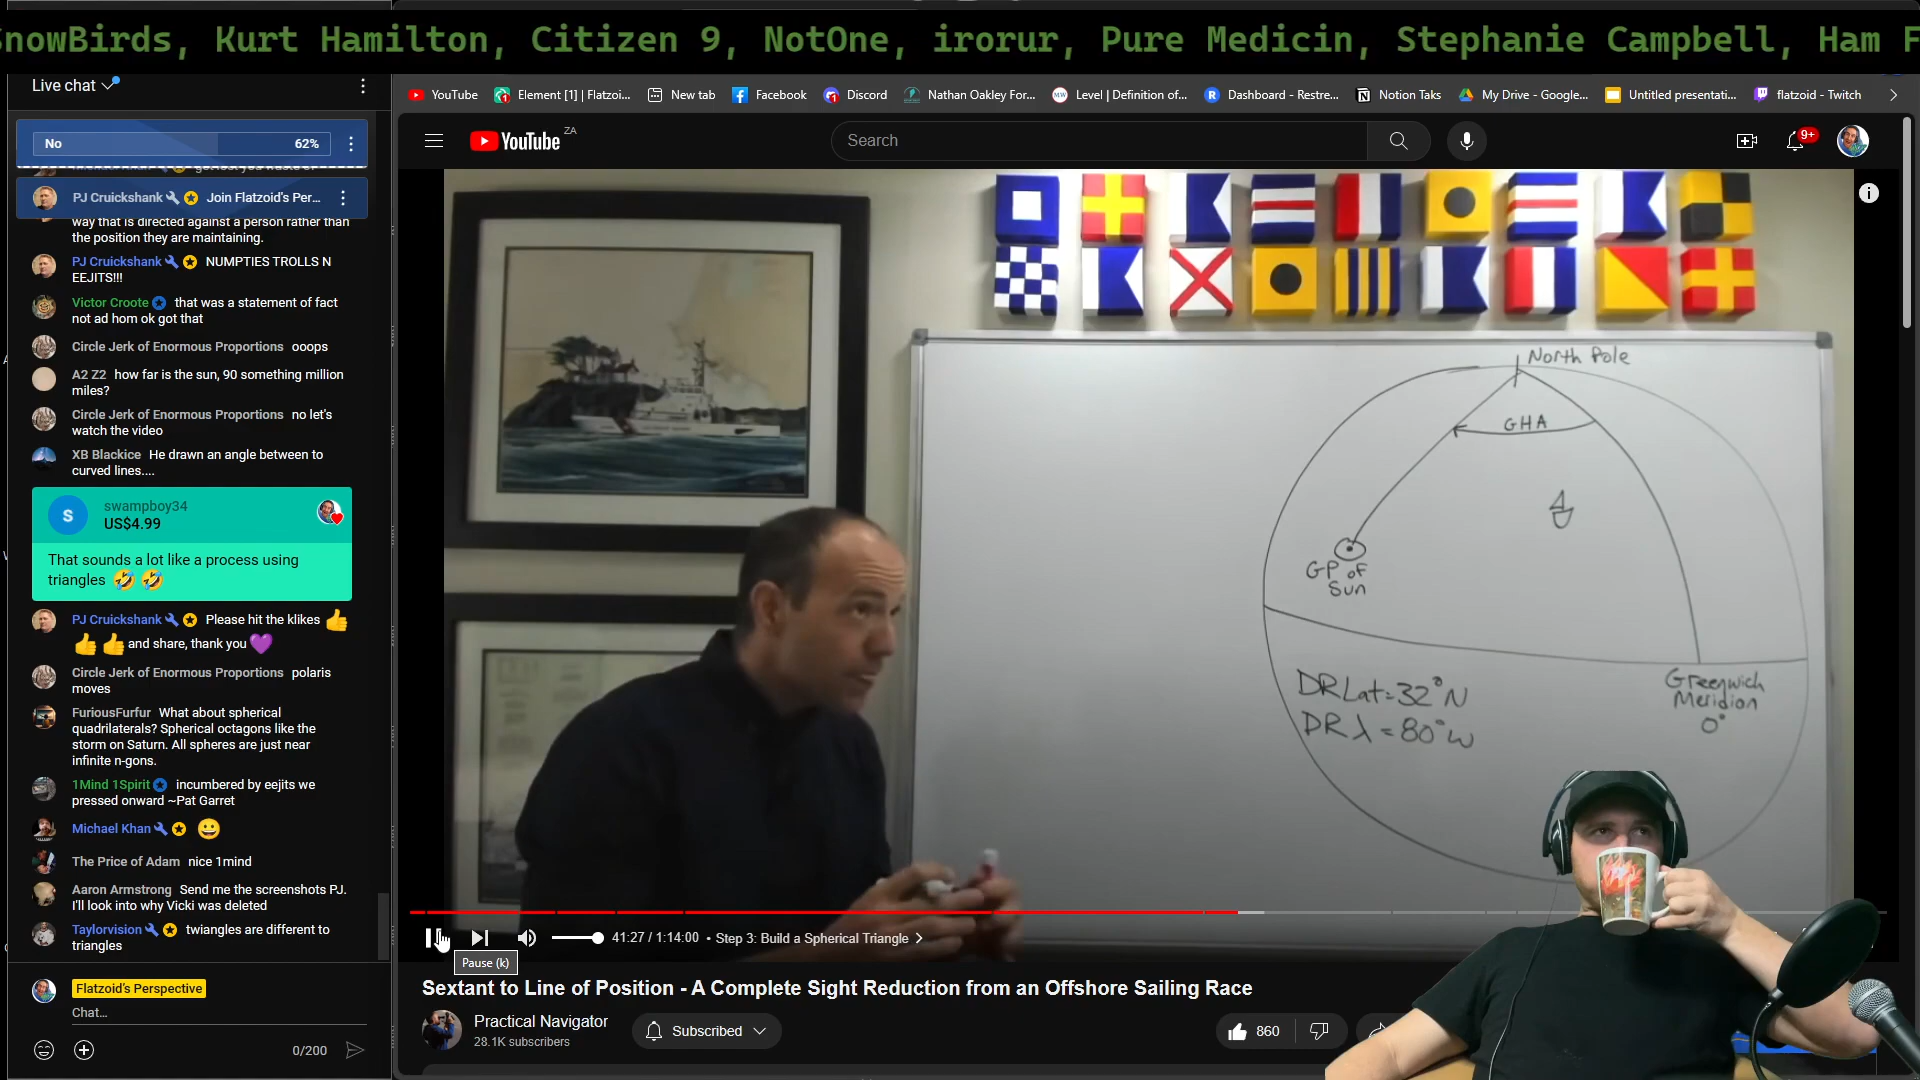 SnowBirds, Kurt Hamilton, Citizen 9, NotOne, irorur, Pure Medicin, Stephanie Campbell, Ham F
Live chat
No 62%
PJ Cruickshank Join Flatzoid's Per...
way that is directed against a person rather than
the position they are maintaining.
PJ Cruickshank NUMPTIES TROLLS N
EEJITS!!!
Victor Croote that was a statement of fact
not ad hom ok got that
Circle Jerk of Enormous Proportions ooops
A2 Z2 how far is the sun, 90 something million
miles?
Circle Jerk of Enormous Proportions no let's
watch the video
XB Blackice He drawn an angle between to
curved lines....
S
swampboy34
US$4.99
That sounds a lot like a process using
triangles 🤣 🤣
PJ Cruickshank Please hit the klikes 👍
👍 👍 and share, thank you 💜
Circle Jerk of Enormous Proportions polaris
moves
FuriousFurfur What about spherical
quadrilaterals? Spherical octagons like the
storm on Saturn. All spheres are just near
infinite n-gons.
1Mind 1Spirit incumbered by eejits we
pressed onward ~Pat Garret
Michael Khan 😀
The Price of Adam nice 1mind
Aaron Armstrong Send me the screenshots PJ.
I'll look into why Vicki was deleted
Taylorvision twiangles are different to
triangles
Flatzoid's Perspective
Chat...
0/200
YouTube Element [1] | Flatzoi... New tab Facebook Discord Nathan Oakley For... Level | Definition of... Dashboard - Restre... Notion Taks My Drive - Google... Untitled presentati... flatzoid - Twitch
YouTube ZA
Search
9+
North Pole
GHA
GP of
Sun
DR Lat = 32° N
DR λ = 80° W
Greenwich
Meridion
0°
41:27 / 1:14:00 • Step 3: Build a Spherical Triangle
Pause (k)
Sextant to Line of Position - A Complete Sight Reduction from an Offshore Sailing Race
Practical Navigator
28.1K subscribers
Subscribed
860